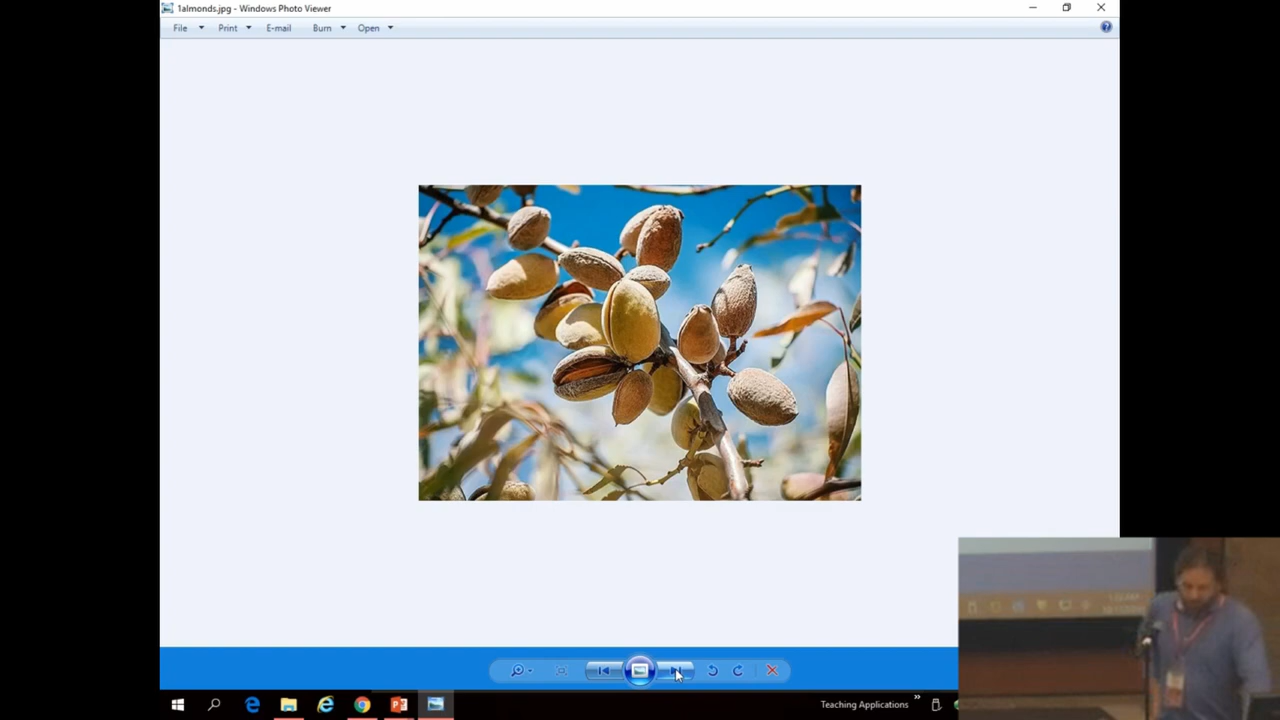 1almonds.jpg - Windows Photo Viewer
File Print E-mail Burn Open
Teaching Applications